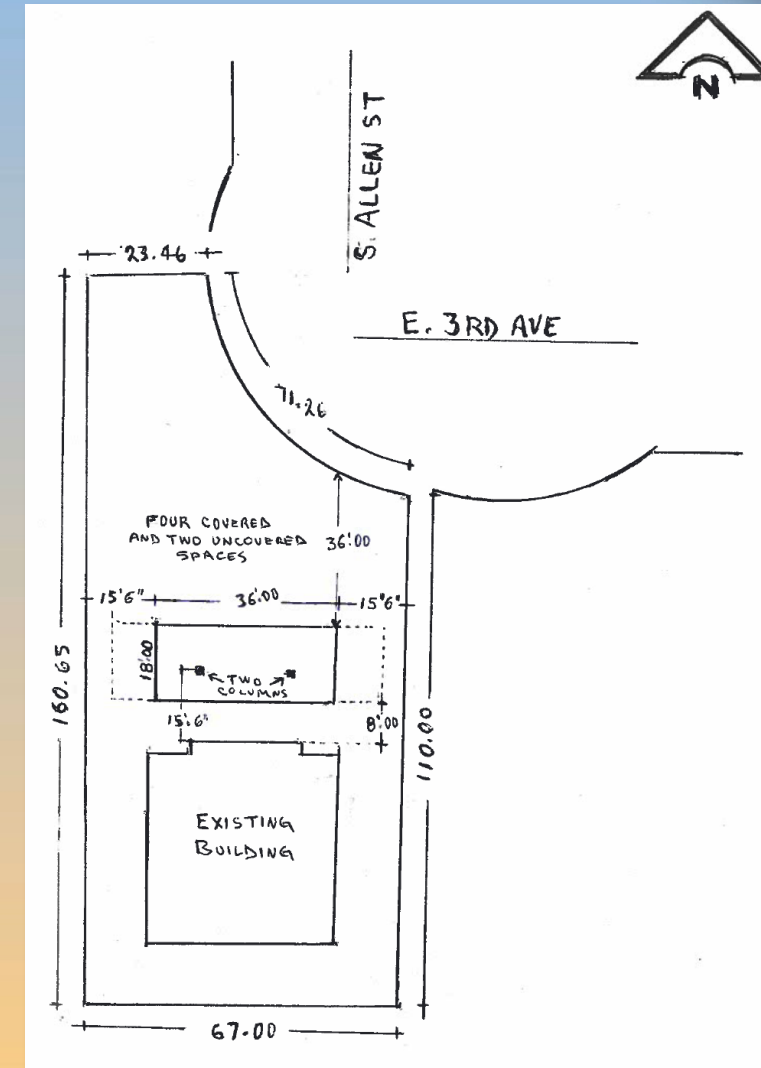 N
S. ALLEN ST
23.46
E. 3RD AVE
71.26
FOUR COVERED
AND TWO UNCOVERED
SPACES
36'.00
15'6"
36'.00
15'6"
18'.00
TWO
COLUMNS
15'.6"
8'.00
160.65
110.00
EXISTING
BUILDING
67.00